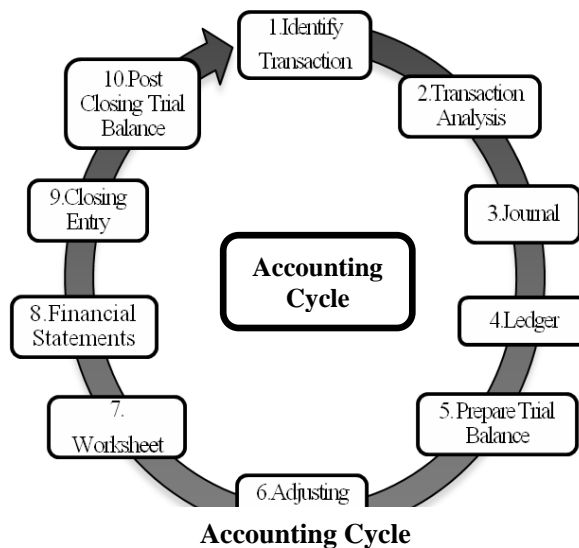 1.Identify
Transaction
2.Transaction
Analysis
3.Journal
4.Ledger
5. Prepare Trial
Balance
6.Adjusting
7.
Worksheet
8.Financial
Statements
9.Closing
Entry
10.Post
Closing Trial
Balance
Accounting
Cycle
Accounting Cycle